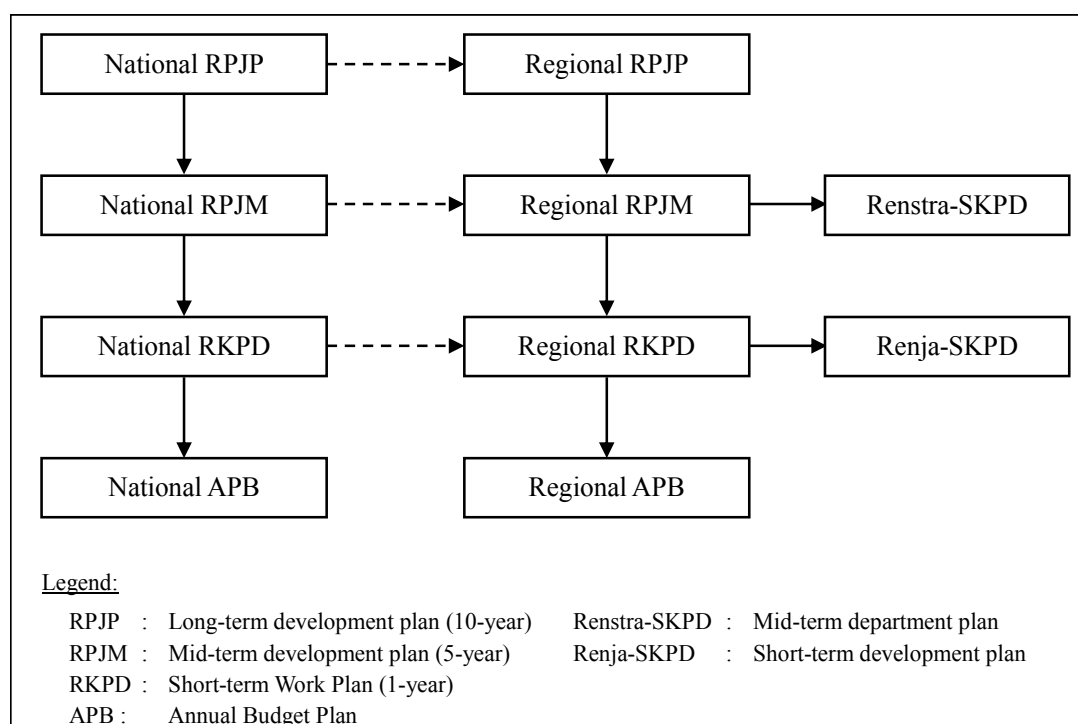 National RPJP
Regional RPJP
National RPJM
Regional RPJM
Renstra-SKPD
National RKPD
Regional RKPD
Renja-SKPD
National APB
Regional APB
Legend:
RPJP : Long-term development plan (10-year)
Renstra-SKPD : Mid-term department plan
RPJM : Mid-term development plan (5-year)
Renja-SKPD : Short-term development plan
RKPD : Short-term Work Plan (1-year)
APB : Annual Budget Plan